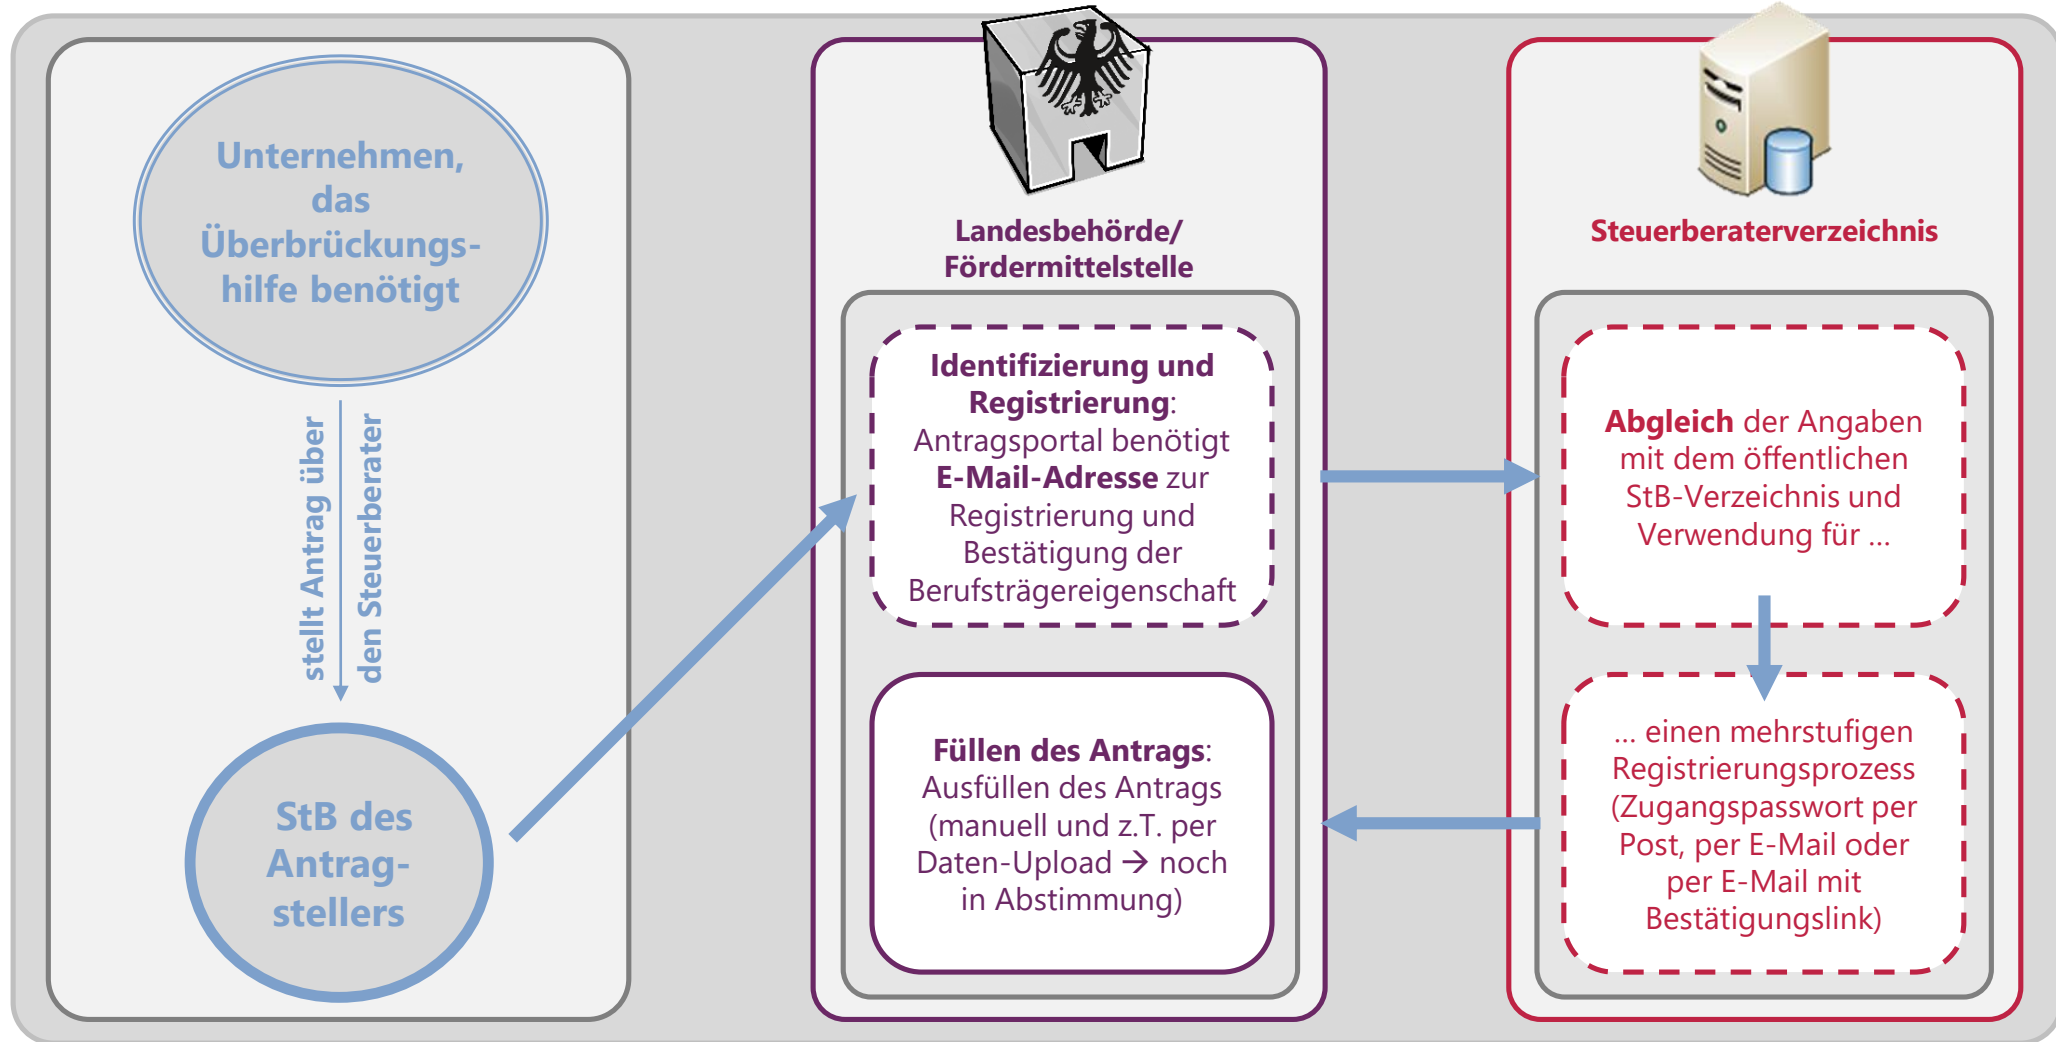 Unternehmen,
das
Überbrückungs-
hilfe benötigt
stellt Antrag über
den Steuerberater
StB des
Antrag-
stellers
Landesbehörde/
Fördermittelstelle
Identifizierung und
Registrierung:
Antragsportal benötigt
E-Mail-Adresse zur
Registrierung und
Bestätigung der
Berufsträgereigenschaft
Füllen des Antrags:
Ausfüllen des Antrags
(manuell und z.T. per
Daten-Upload → noch
in Abstimmung)
Steuerberaterverzeichnis
Abgleich der Angaben
mit dem öffentlichen
StB-Verzeichnis und
Verwendung für ...
... einen mehrstufigen
Registrierungsprozess
(Zugangspasswort per
Post, per E-Mail oder
per E-Mail mit
Bestätigungslink)